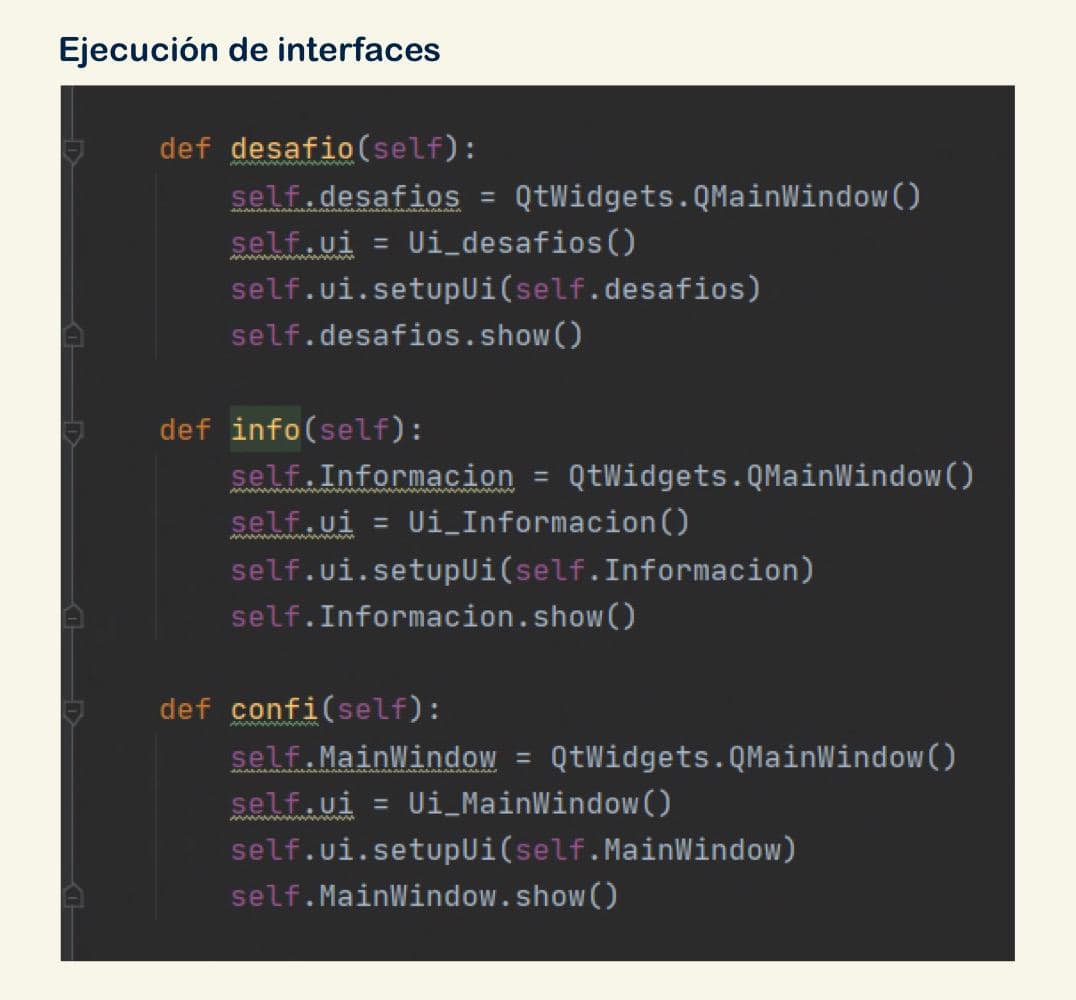 Ejecución de interfaces
def desafio(self):
self.desafios = QtWidgets.QMainWindow()
self.ui = Ui_desafios()
self.ui.setupUi(self.desafios)
self.desafios.show()
def info(self):
self.Informacion = QtWidgets.QMainWindow()
self.ui = Ui_Informacion()
self.ui.setupUi(self.Informacion)
self.Informacion.show()
def confi(self):
self.MainWindow = QtWidgets.QMainWindow()
self.ui = Ui_MainWindow()
self.ui.setupUi(self.MainWindow)
self.MainWindow.show()